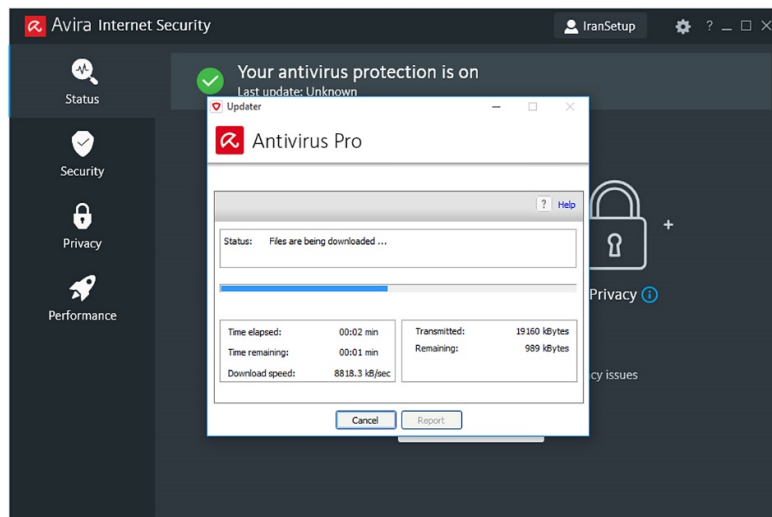 Avira Internet Security
IranSetup
?
Status
Security
Privacy
Performance
Your antivirus protection is on
Last update: Unknown
Updater
Antivirus Pro
? Help
Status: Files are being downloaded ...
Time elapsed: 00:02 min
Time remaining: 00:01 min
Download speed: 8818.3 kB/sec
Transmitted: 19160 kBytes
Remaining: 989 kBytes
Cancel
Report
+
Privacy
cy issues